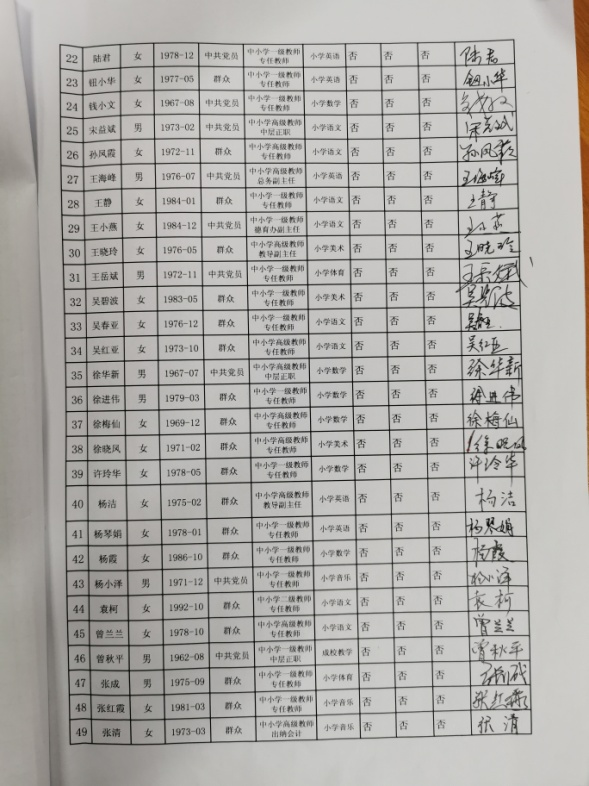 22 陆君 女 1978-12 中共党员 中小学一级教师 专任教师 小学英语 否 否 否 陆君
23 钮小华 女 1977-05 群众 中小学一级教师 专任教师 小学英语 否 否 否 钮小华
24 钱小文 女 1967-08 中共党员 中小学一级教师 专任教师 小学数学 否 否 否
25 宋益斌 男 1973-02 中共党员 中小学高级教师 中层正职 小学语文 否 否 否 宋益斌
26 孙凤霞 女 1972-11 群众 中小学一级教师 专任教师 小学语文 否 否 否 孙凤霞
27 王海峰 男 1976-07 中共党员 中小学高级教师 总务副主任 小学英语 否 否 否 王海峰
28 王静 女 1984-01 群众 中小学一级教师 专任教师 小学语文 否 否 否 王静
29 王小燕 女 1984-12 中共党员 中小学一级教师 德育办副主任 小学语文 否 否 否 王小燕
30 王晓玲 女 1976-05 群众 中小学高级教师 教导副主任 小学美术 否 否 否 王晓玲
31 王岳斌 男 1972-11 中共党员 中小学一级教师 专任教师 小学体育 否 否 否 王岳斌
32 吴碧波 女 1983-05 群众 中小学一级教师 专任教师 小学美术 否 否 否 吴碧波
33 吴春亚 女 1976-12 群众 中小学一级教师 专任教师 小学语文 否 否 否
34 吴红亚 女 1973-10 群众 中小学高级教师 专任教师 小学语文 否 否 否 吴红亚
35 徐华新 男 1967-07 中共党员 中小学高级教师 中层正职 小学数学 否 否 否 徐华新
36 徐进伟 男 1979-03 群众 中小学一级教师 专任教师 小学数学 否 否 否 徐进伟
37 徐梅仙 女 1969-12 群众 中小学高级教师 专任教师 小学数学 否 否 否 徐梅仙
38 徐晓风 女 1971-02 群众 中小学高级教师 专任教师 小学美术 否 否 否
39 许玲华 女 1978-05 群众 中小学一级教师 专任教师 小学数学 否 否 否 许玲华
40 杨洁 女 1975-02 群众 中小学高级教师 教导副主任 小学英语 否 否 否 杨洁
41 杨琴娟 女 1978-01 群众 中小学一级教师 专任教师 小学英语 否 否 否 杨琴娟
42 杨霞 女 1986-10 群众 中小学一级教师 专任教师 小学数学 否 否 否 杨霞
43 杨小泽 男 1971-12 中共党员 中小学一级教师 专任教师 小学音乐 否 否 否 杨小泽
44 袁柯 女 1992-10 群众 中小学二级教师 专任教师 小学语文 否 否 否 袁柯
45 曾兰兰 女 1978-10 群众 中小学高级教师 专任教师 小学语文 否 否 否 曾兰兰
46 曾秋平 男 1962-08 中共党员 中小学一级教师 中层正职 成校教学 否 否 否 曾秋平
47 张成 男 1975-09 群众 中小学一级教师 专任教师 小学体育 否 否 否
48 张红霞 女 1981-03 群众 中小学一级教师 专任教师 小学音乐 否 否 否 张红霞
49 张清 女 1973-03 群众 中小学高级教师 出纳会计 小学音乐 否 否 否 张清